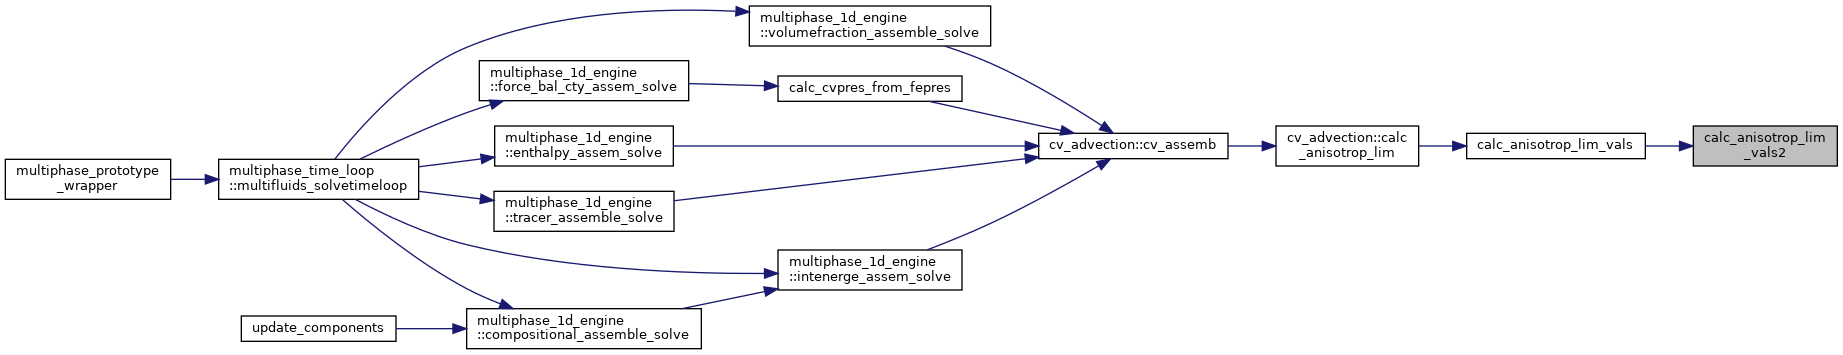 multiphase_prototype
_wrapper
multiphase_time_loop
::multifluids_solvetimeloop
update_components
multiphase_1d_engine
::force_bal_cty_assem_solve
multiphase_1d_engine
::enthalpy_assem_solve
multiphase_1d_engine
::tracer_assemble_solve
multiphase_1d_engine
::compositional_assemble_solve
multiphase_1d_engine
::volumefraction_assemble_solve
calc_cvpres_from_fepres
multiphase_1d_engine
::intenerge_assem_solve
cv_advection::cv_assemb
cv_advection::calc
_anisotrop_lim
calc_anisotrop_lim_vals
calc_anisotrop_lim
_vals2